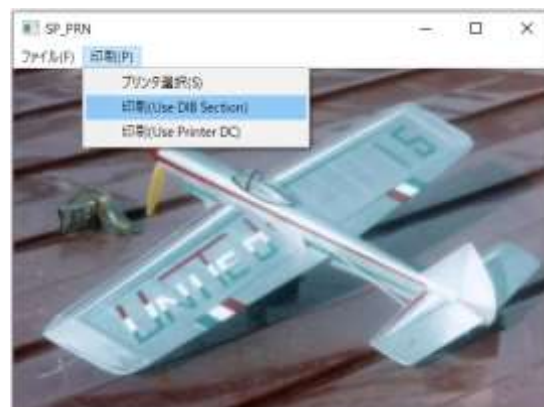 SP_PRN
ファイル(F) 印刷(P)
プリンタ選択(S)
印刷(Use DIB Section)
印刷(Use Printer DC)
UNITED
15